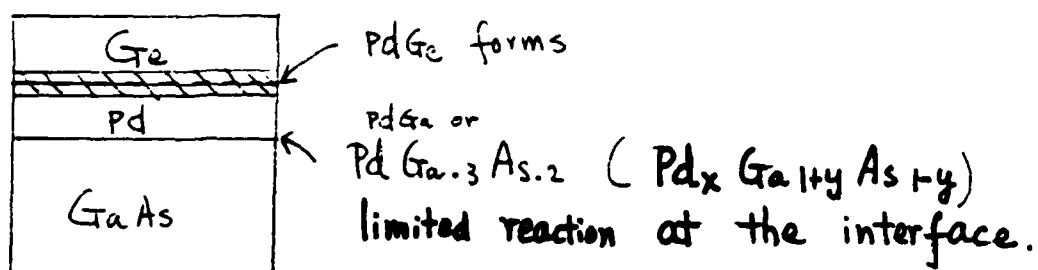 Ge
PdGe forms
Pd
PdGa or
PdGa.3As.2 (PdxGa1+yAs1-y)
GaAs
limited reaction at the interface.